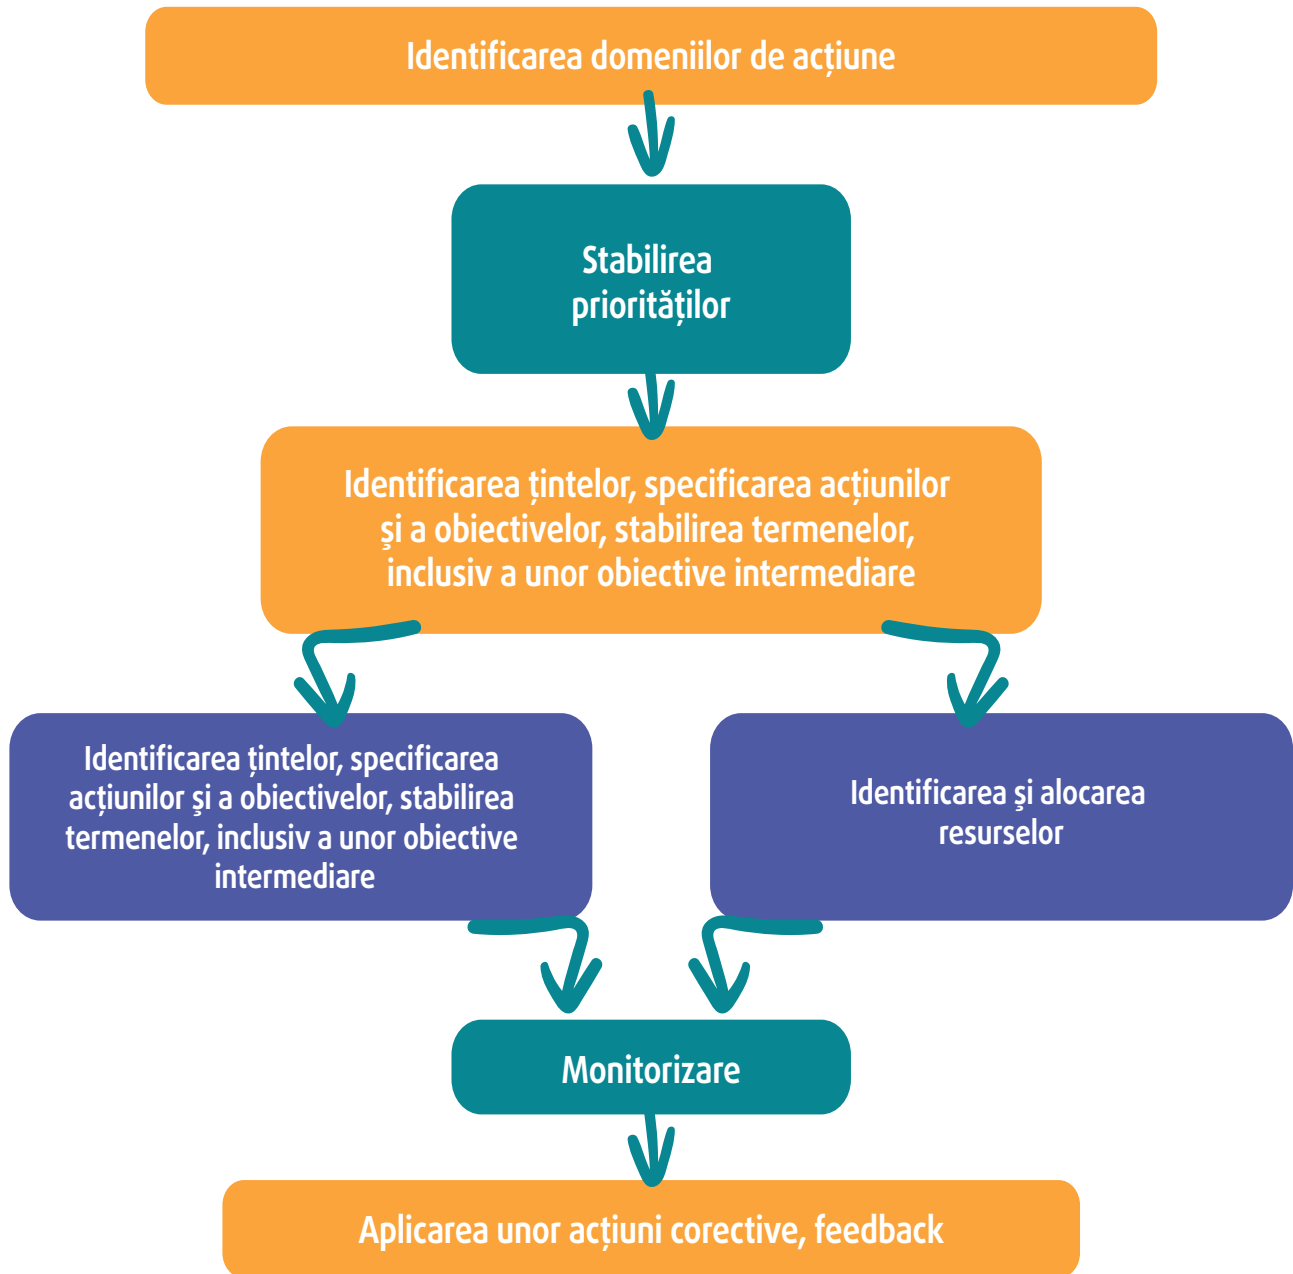 Identificarea domeniilor de acțiune
Stabilirea
priorităților
Identificarea țintelor, specificarea acțiunilor
şi a obiectivelor, stabilirea termenelor,
inclusiv a unor obiective intermediare
Identificarea țintelor, specificarea
acțiunilor şi a obiectivelor, stabilirea
termenelor, inclusiv a unor obiective
intermediare
Identificarea şi alocarea
resurselor
Monitorizare
Aplicarea unor acțiuni corective, feedback